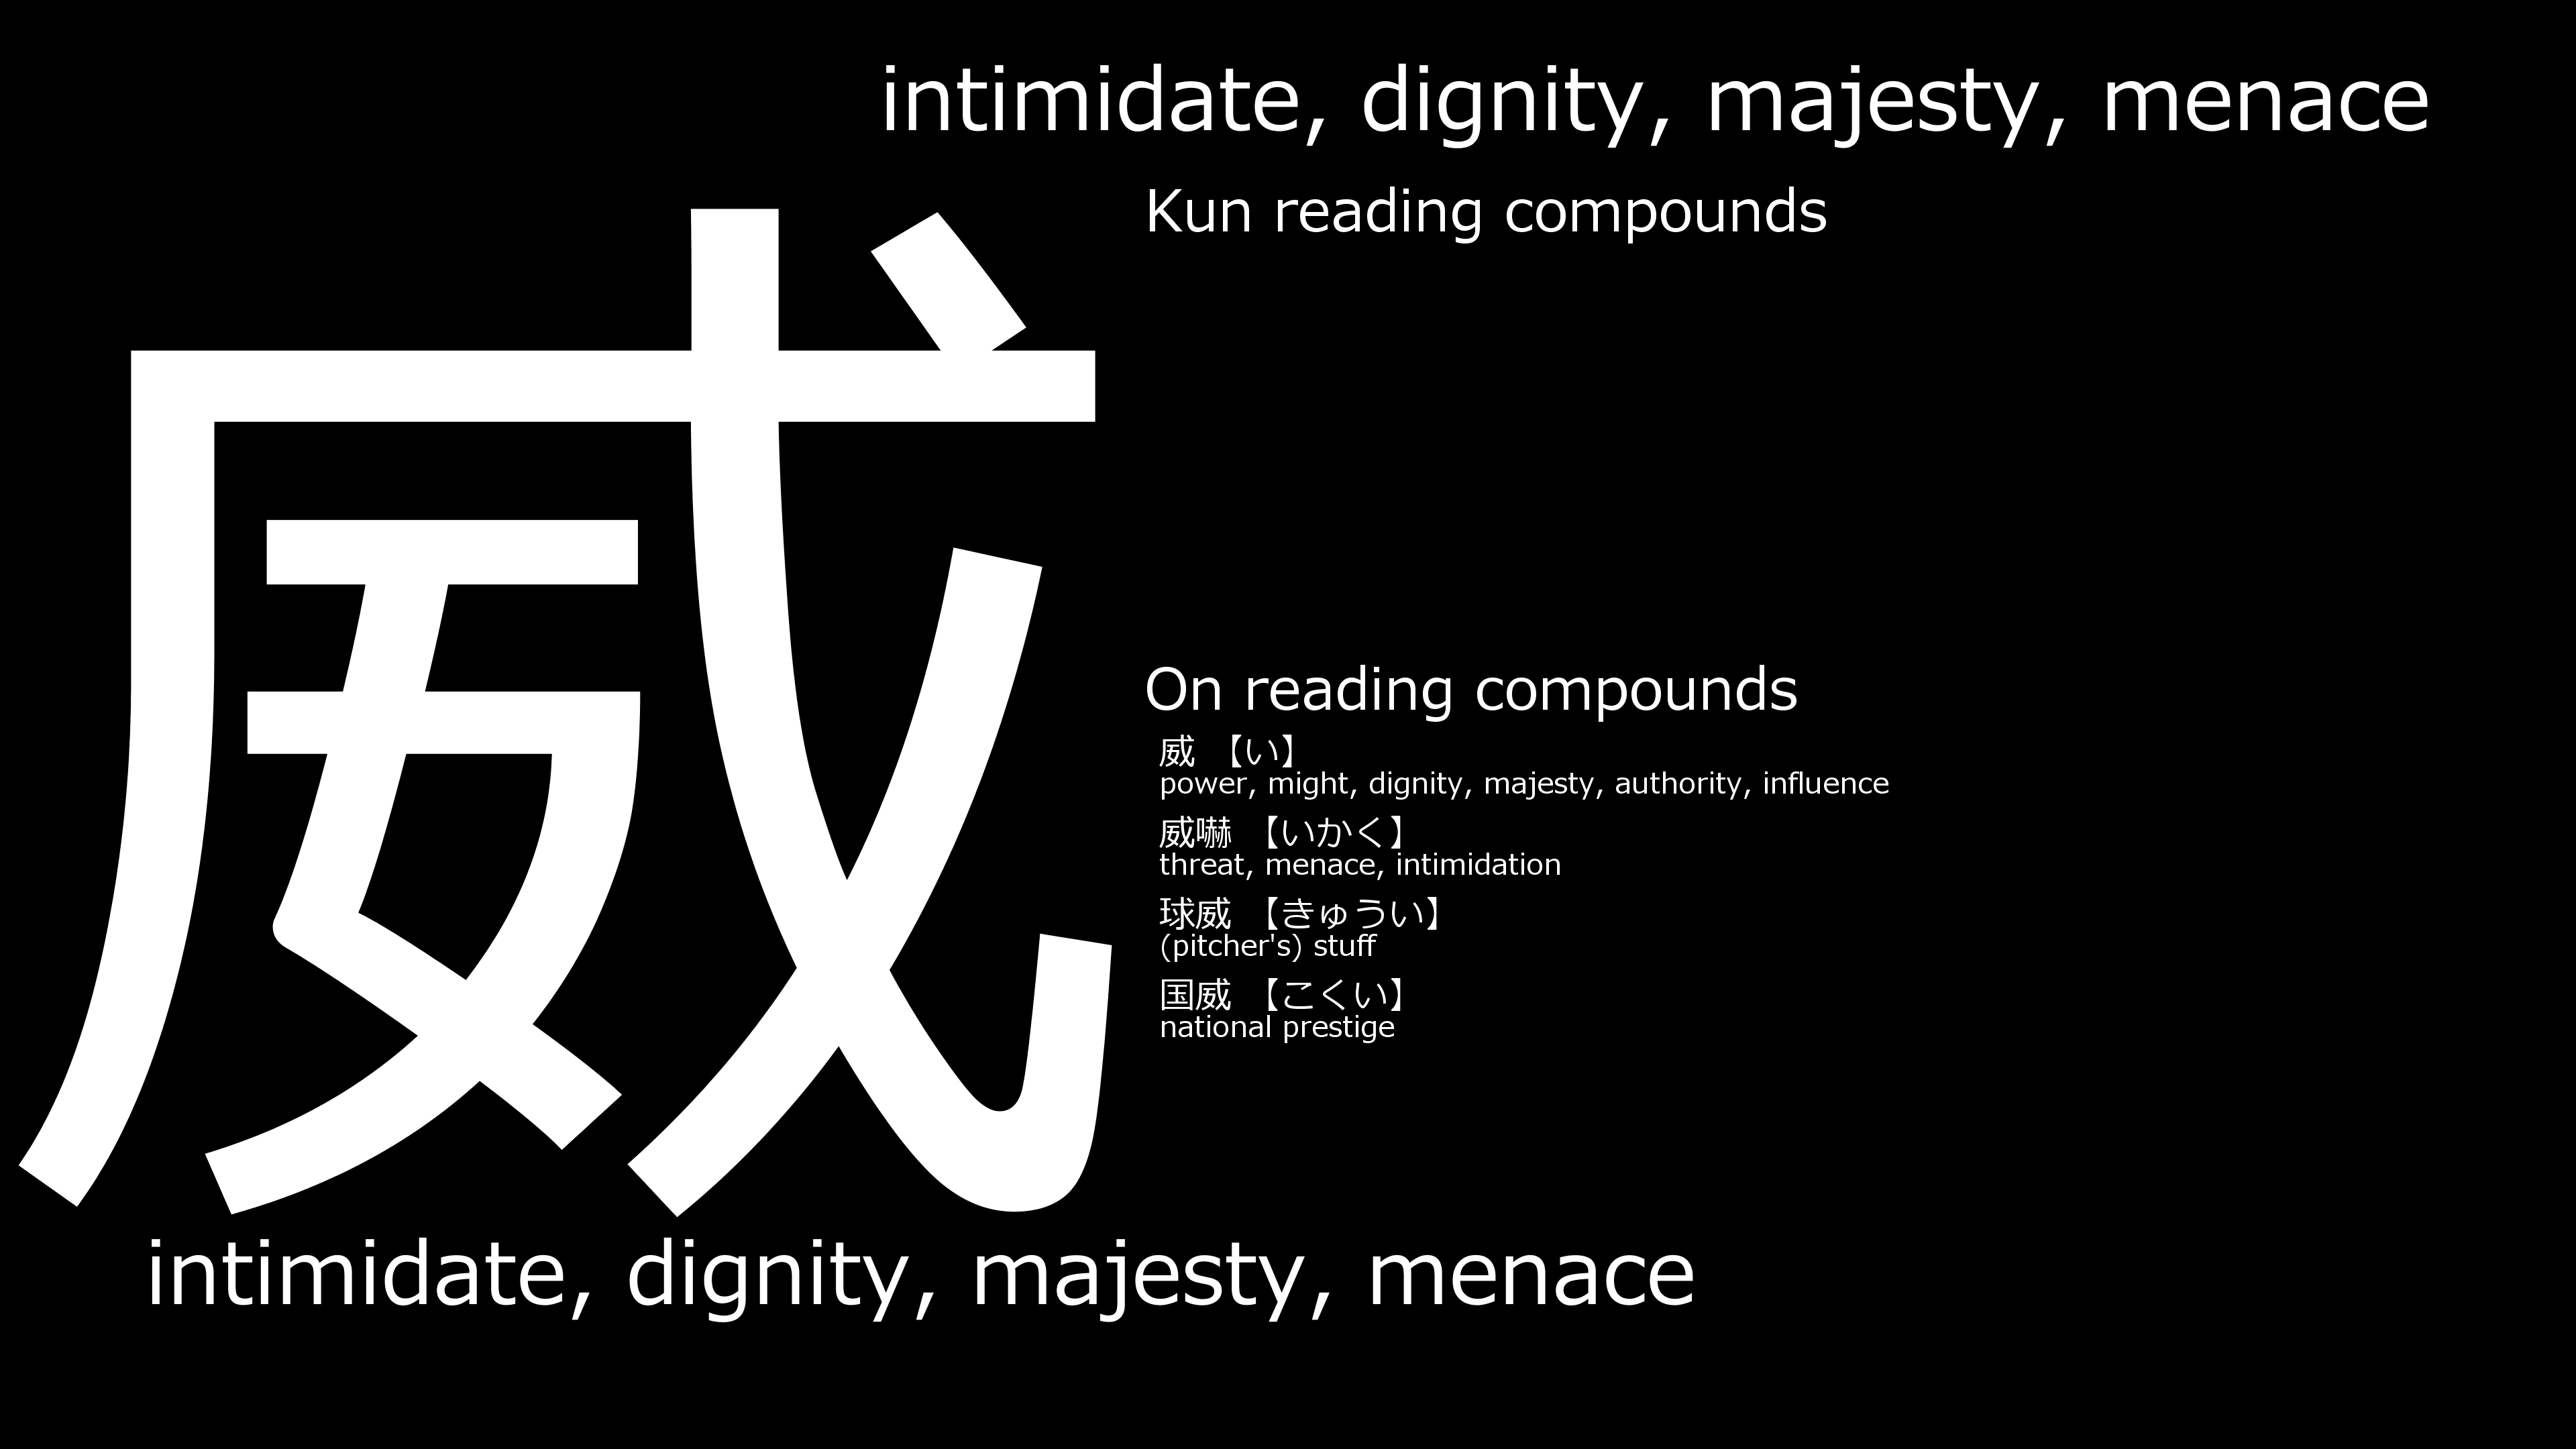 intimidate, dignity, majesty, menace
Kun reading compounds
威
On reading compounds
威 【い】
power, might, dignity, majesty, authority, influence
威嚇 【いかく】
threat, menace, intimidation
球威 【きゅうい】
(pitcher's) stuff
国威 【こくい】
national prestige
intimidate, dignity, majesty, menace